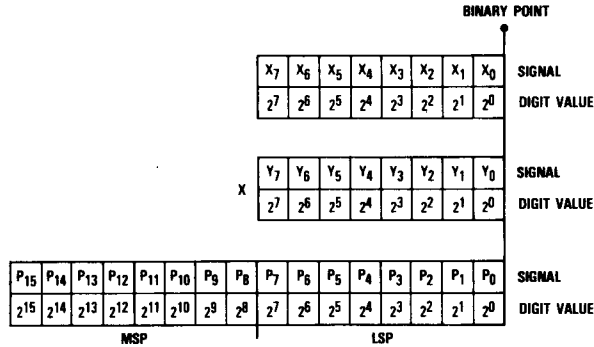 BINARY POINT
X7 X6 X5 X4 X3 X2 X1 X0 SIGNAL
2^7 2^6 2^5 2^4 2^3 2^2 2^1 2^0 DIGIT VALUE
Y7 Y6 Y5 Y4 Y3 Y2 Y1 Y0 SIGNAL
X
2^7 2^6 2^5 2^4 2^3 2^2 2^1 2^0 DIGIT VALUE
P15 P14 P13 P12 P11 P10 P9 P8 P7 P6 P5 P4 P3 P2 P1 P0 SIGNAL
2^15 2^14 2^13 2^12 2^11 2^10 2^9 2^8 2^7 2^6 2^5 2^4 2^3 2^2 2^1 2^0 DIGIT VALUE
MSP LSP